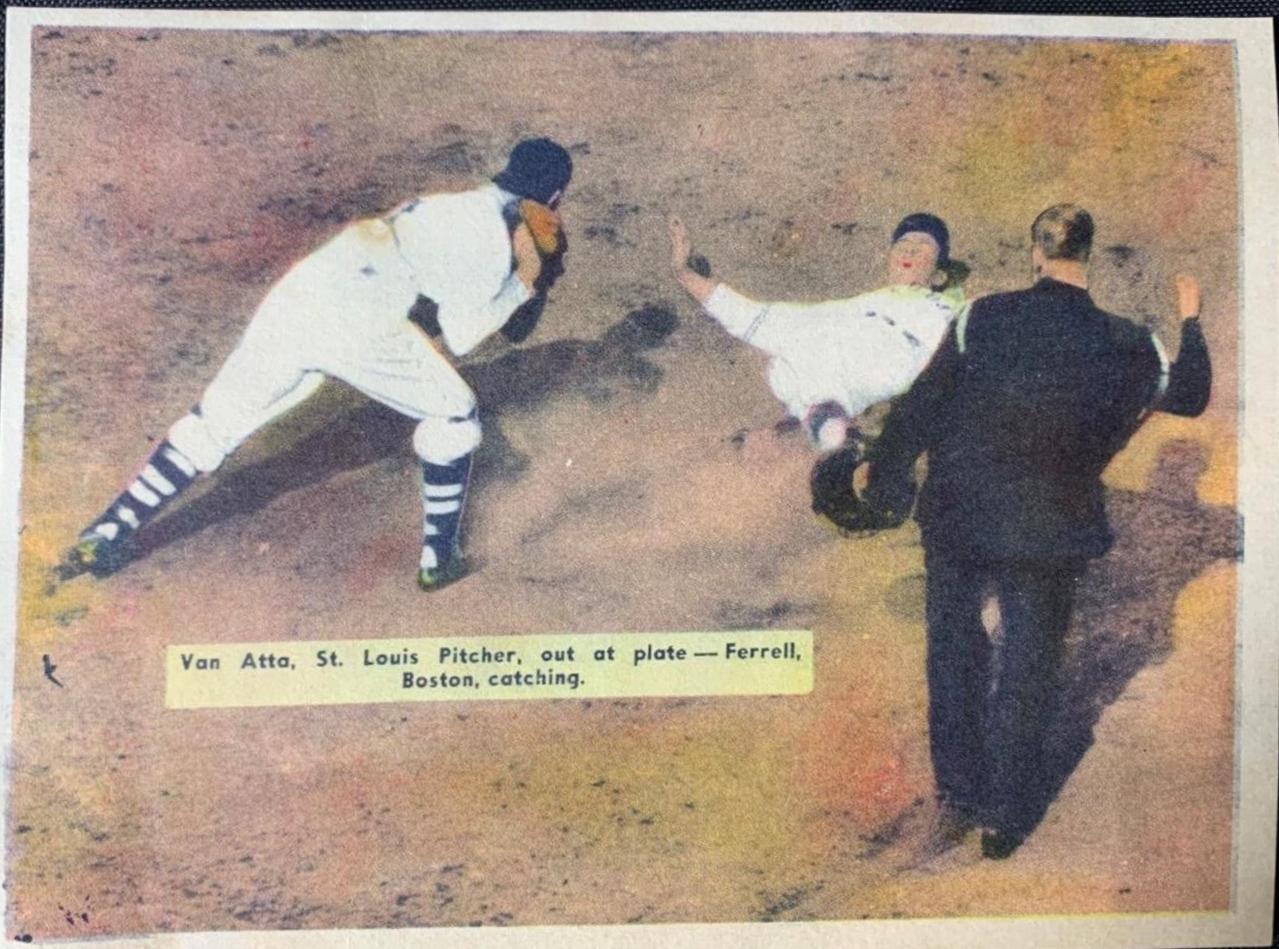 Van Atta, St. Louis Pitcher, out at plate — Ferrell,
Boston, catching.